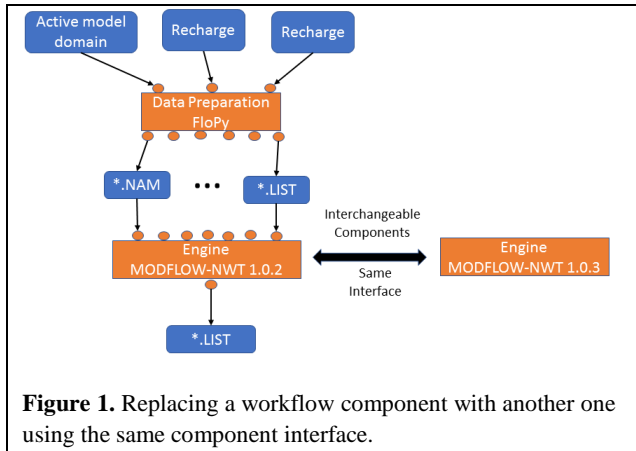 Active model
domain
Recharge
Recharge
Data Preparation
FloPy
*.NAM
...
*.LIST
Interchangeable
Components
Engine
MODFLOW-NWT 1.0.2
Engine
MODFLOW-NWT 1.0.3
Same
Interface
*.LIST
Figure 1. Replacing a workflow component with another one
using the same component interface.